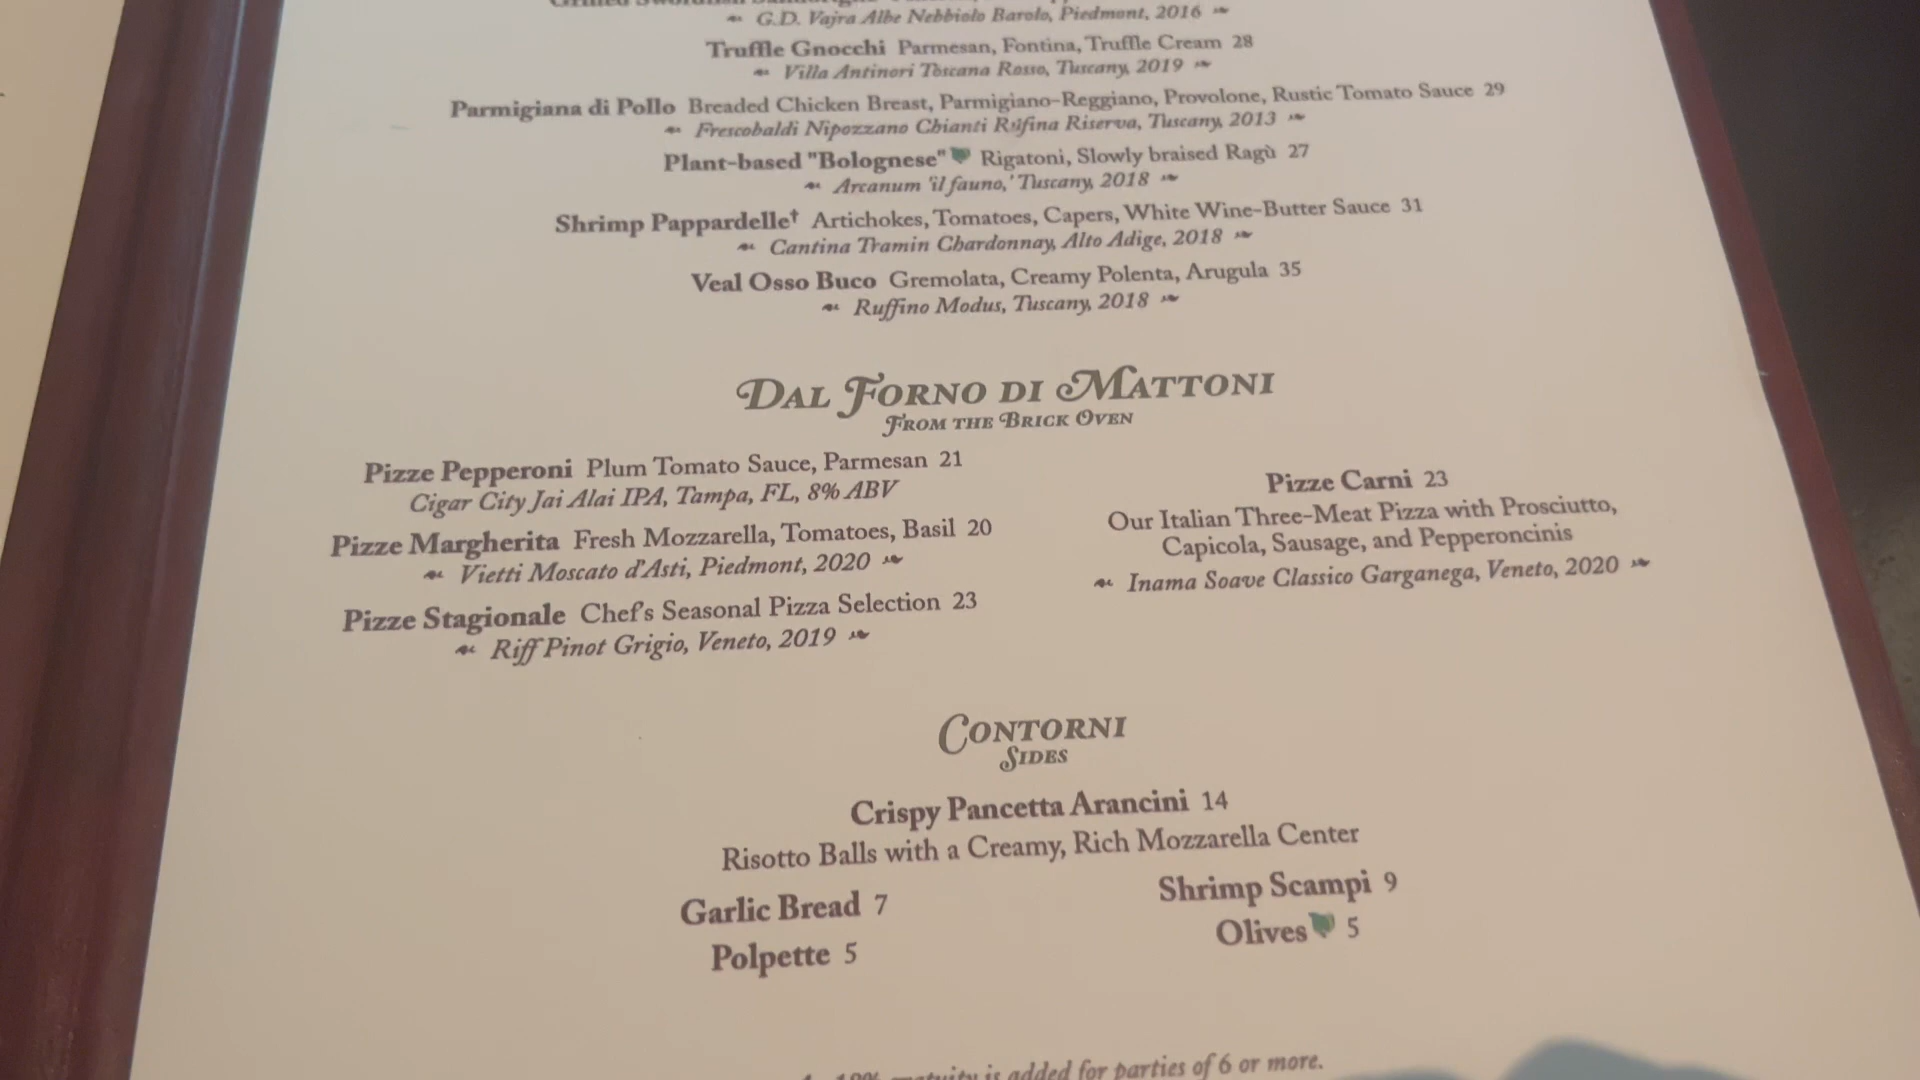 G.D. Vajra Albe Nebbiolo Barolo, Piedmont, 2016
Truffle Gnocchi Parmesan, Fontina, Truffle Cream 28
Villa Antinori Toscana Rosso, Tuscany, 2019
Parmigiana di Pollo Breaded Chicken Breast, Parmigiano-Reggiano, Provolone, Rustic Tomato Sauce 29
Frescobaldi Nipozzano Chianti Rúfina Riserva, Tuscany, 2013
Plant-based "Bolognese" Rigatoni, Slowly braised Ragù 27
Arcanum 'il fauno,' Tuscany, 2018
Shrimp Pappardelle† Artichokes, Tomatoes, Capers, White Wine-Butter Sauce 31
Cantina Tramin Chardonnay, Alto Adige, 2018
Veal Osso Buco Gremolata, Creamy Polenta, Arugula 35
Ruffino Modus, Tuscany, 2018
DAL FORNO DI MATTONI
FROM THE BRICK OVEN
Pizze Pepperoni Plum Tomato Sauce, Parmesan 21
Cigar City Jai Alai IPA, Tampa, FL, 8% ABV
Pizze Margherita Fresh Mozzarella, Tomatoes, Basil 20
Vietti Moscato d'Asti, Piedmont, 2020
Pizze Stagionale Chef's Seasonal Pizza Selection 23
Riff Pinot Grigio, Veneto, 2019
Pizze Carni 23
Our Italian Three-Meat Pizza with Prosciutto,
Capicola, Sausage, and Pepperoncinis
Inama Soave Classico Garganega, Veneto, 2020
CONTORNI
SIDES
Crispy Pancetta Arancini 14
Risotto Balls with a Creamy, Rich Mozzarella Center
Garlic Bread 7
Polpette 5
Shrimp Scampi 9
Olives 5
is added for parties of 6 or more.